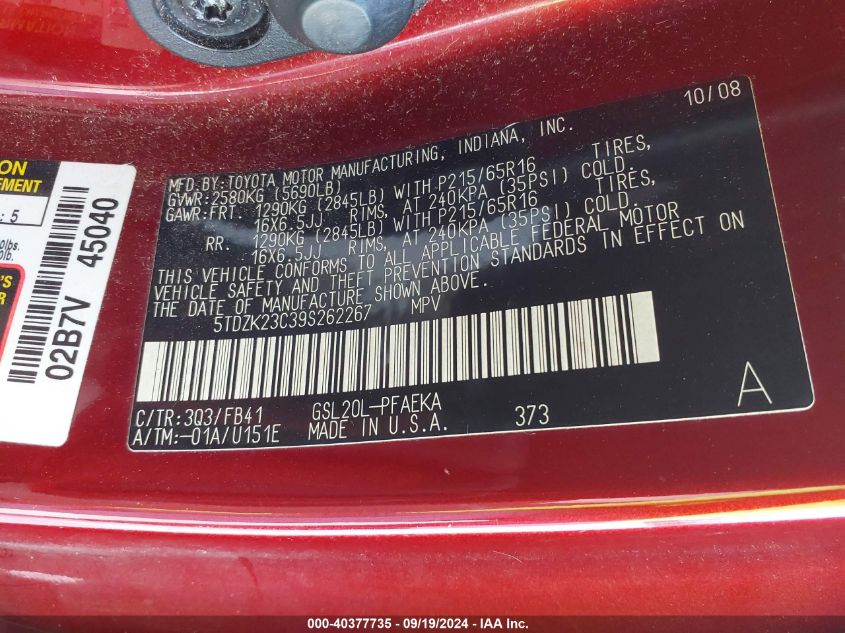 10/08
MFD. BY: TOYOTA MOTOR MANUFACTURING, INDIANA, INC.
GVWR: 2580KG (5690LB)
GAWR: FRT. 1290KG (2845LB) WITH P215/65R16 TIRES,
16X6.5JJ RIMS, AT 240KPA (35PSI) COLD.
RR. 1290KG (2845LB) WITH P215/65R16 TIRES,
16X6.5JJ RIMS, AT 240KPA (35PSI) COLD.
THIS VEHICLE CONFORMS TO ALL APPLICABLE FEDERAL MOTOR
VEHICLE SAFETY AND THEFT PREVENTION STANDARDS IN EFFECT ON
THE DATE OF MANUFACTURE SHOWN ABOVE.
5TDZK23C39S262267 MPV
C/TR: 3Q3/FB41 GSL20L-PFAEKA
A/TM: -01A/U151E MADE IN U.S.A. 373
A
ION
EMENT
: 5
lbs.
lb.
'S
R
02B7V 45040
000-40377735 - 09/19/2024 - IAA Inc.